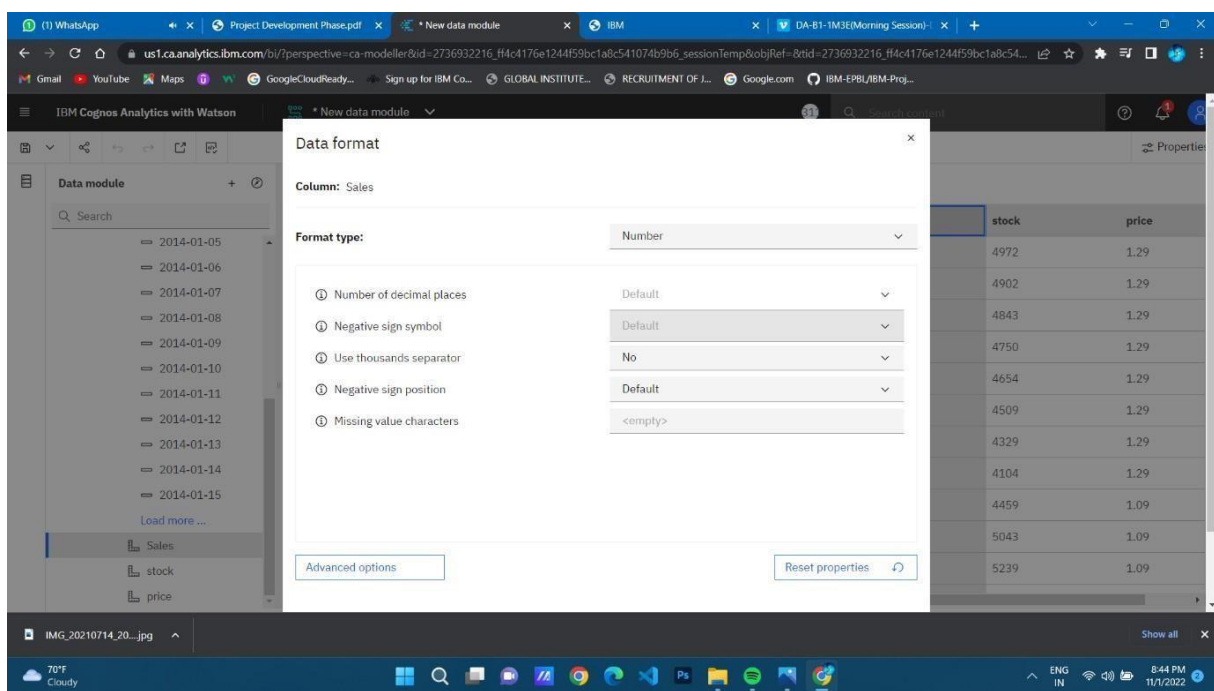 (1) WhatsApp
Project Development Phase.pdf
* New data module
IBM
DA-B1-1M3E(Morning Session)-
us1.ca.analytics.ibm.com/bi/?perspective=ca-modeller&id=2736932216_ff4c4176e1244f59bc1a8c541074b9b6_sessionTemp&objRef=&tid=2736932216_ff4c4176e1244f59bc1a8c54...
Gmail YouTube Maps GoogleCloudReady... Sign up for IBM Co... GLOBAL INSTITUTE... RECRUITMENT OF J... Google.com IBM-EPBL/IBM-Proj...
IBM Cognos Analytics with Watson
* New data module
31
Search content
Propertie
Data module
Search
2014-01-05
2014-01-06
2014-01-07
2014-01-08
2014-01-09
2014-01-10
2014-01-11
2014-01-12
2014-01-13
2014-01-14
2014-01-15
Load more ...
Sales
stock
price
Data format
Column: Sales
Format type: Number
Number of decimal places Default
Negative sign symbol Default
Use thousands separator No
Negative sign position Default
Missing value characters <empty>
Advanced options
Reset properties
stock price
4972 1.29
4902 1.29
4843 1.29
4750 1.29
4654 1.29
4509 1.29
4329 1.29
4104 1.29
4459 1.09
5043 1.09
5239 1.09
IMG_20210714_20....jpg
Show all
70°F
Cloudy
Ps
ENG
IN
8:44 PM
11/1/2022
2